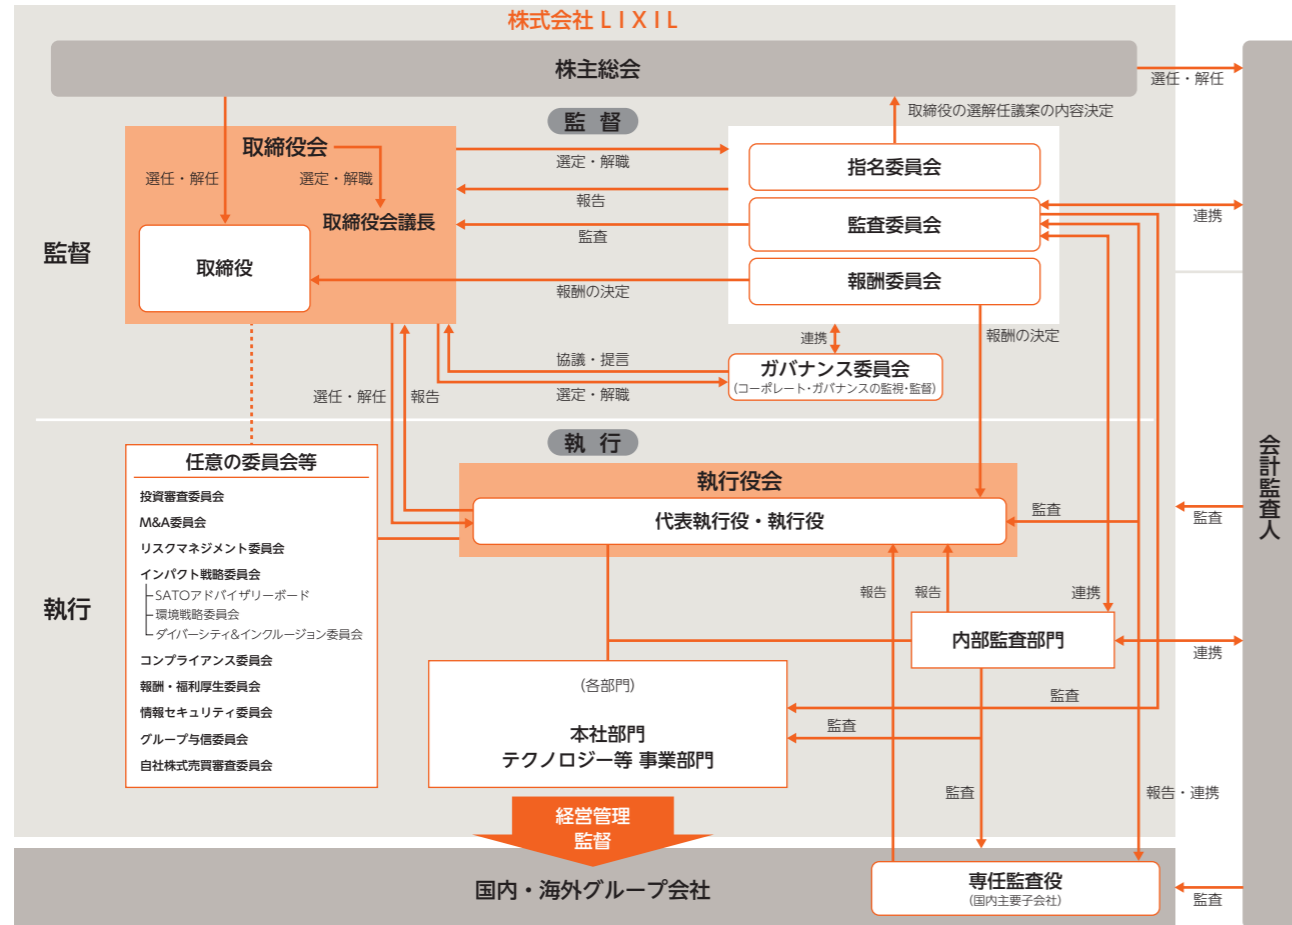 株式会社 L I X I L
株主総会
選任・解任
監 督
取締役の選解任議案の内容決定
取締役会
選任・解任
選定・解職
取締役会議長
取締役
監督
選定・解職
報告
監査
報酬の決定
指名委員会
監査委員会
報酬委員会
連携
連携
報酬の決定
協議・提言
選定・解職
ガバナンス委員会
(コーポレート・ガバナンスの監視・監督)
選任・解任
報告
執 行
執行
任意の委員会等
投資審査委員会
M&A委員会
リスクマネジメント委員会
インパクト戦略委員会
SATOアドバイザリーボード
環境戦略委員会
ダイバーシティ&インクルージョン委員会
コンプライアンス委員会
報酬・福利厚生委員会
情報セキュリティ委員会
グループ与信委員会
自社株式売買審査委員会
執行役会
代表執行役・執行役
監査
監査
会計監査人
報告
報告
連携
内部監査部門
連携
(各部門)
本社部門
テクノロジー等 事業部門
監査
監査
監査
報告・連携
経営管理
監督
国内・海外グループ会社
専任監査役
(国内主要子会社)
監査